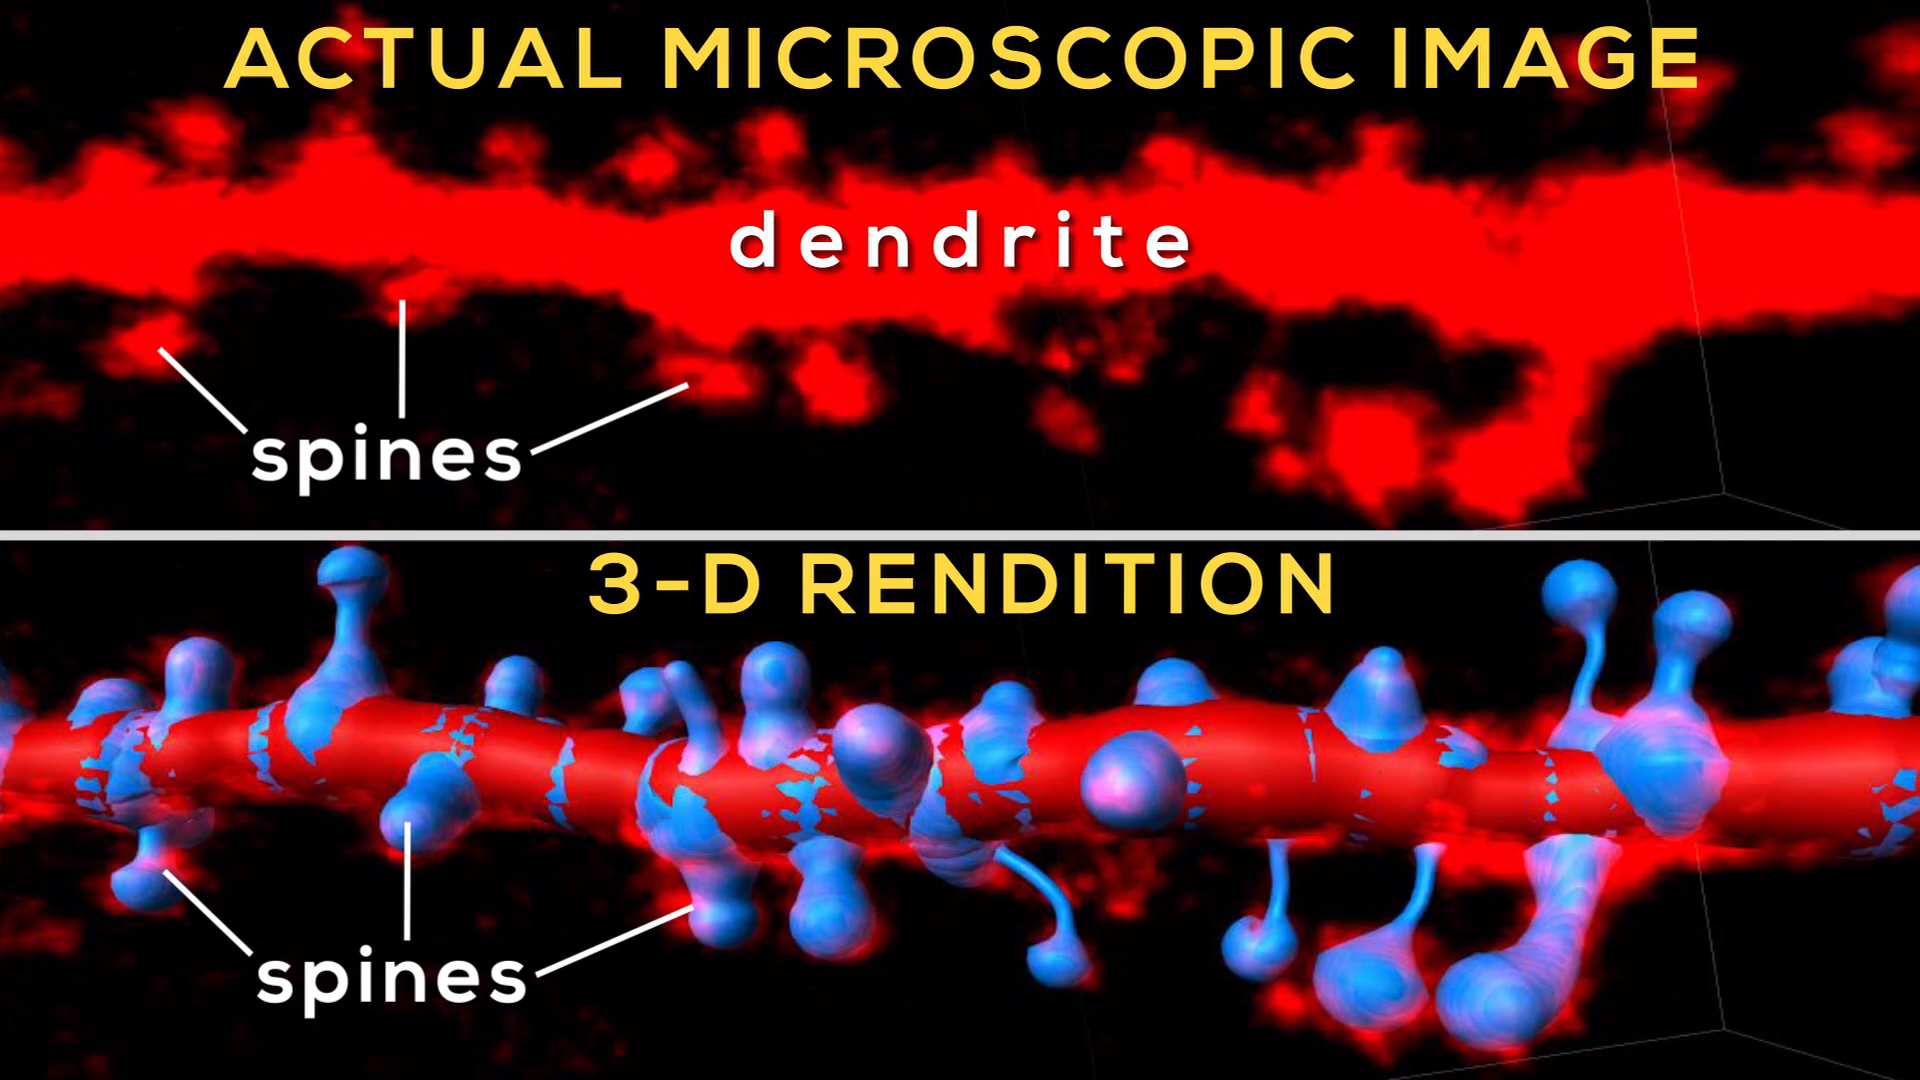 ACTUAL MICROSCOPIC IMAGE
dendrite
spines
3-D RENDITION
spines